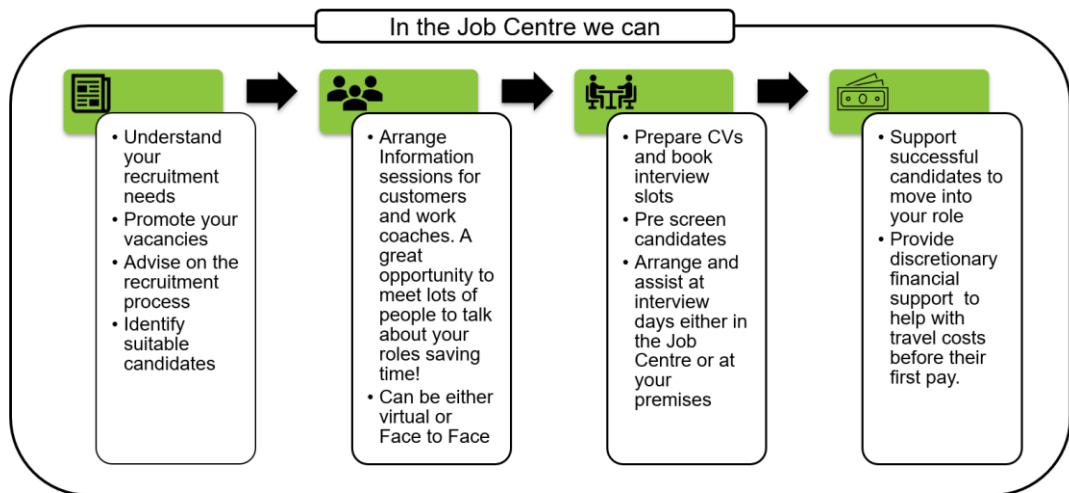 In the Job Centre we can
• Understand
your
recruitment
needs
• Promote your
vacancies
• Advise on the
recruitment
process
• Identify
suitable
candidates
• Arrange
Information
sessions for
customers
and work
coaches. A
great
opportunity to
meet lots of
people to talk
about your
roles saving
time!
• Can be either
virtual or
Face to Face
• Prepare CVs
and book
interview
slots
• Pre screen
candidates
• Arrange and
assist at
interview
days either in
the Job
Centre or at
your
premises
• Support
successful
candidates to
move into
your role
• Provide
discretionary
financial
support to
help with
travel costs
before their
first pay.